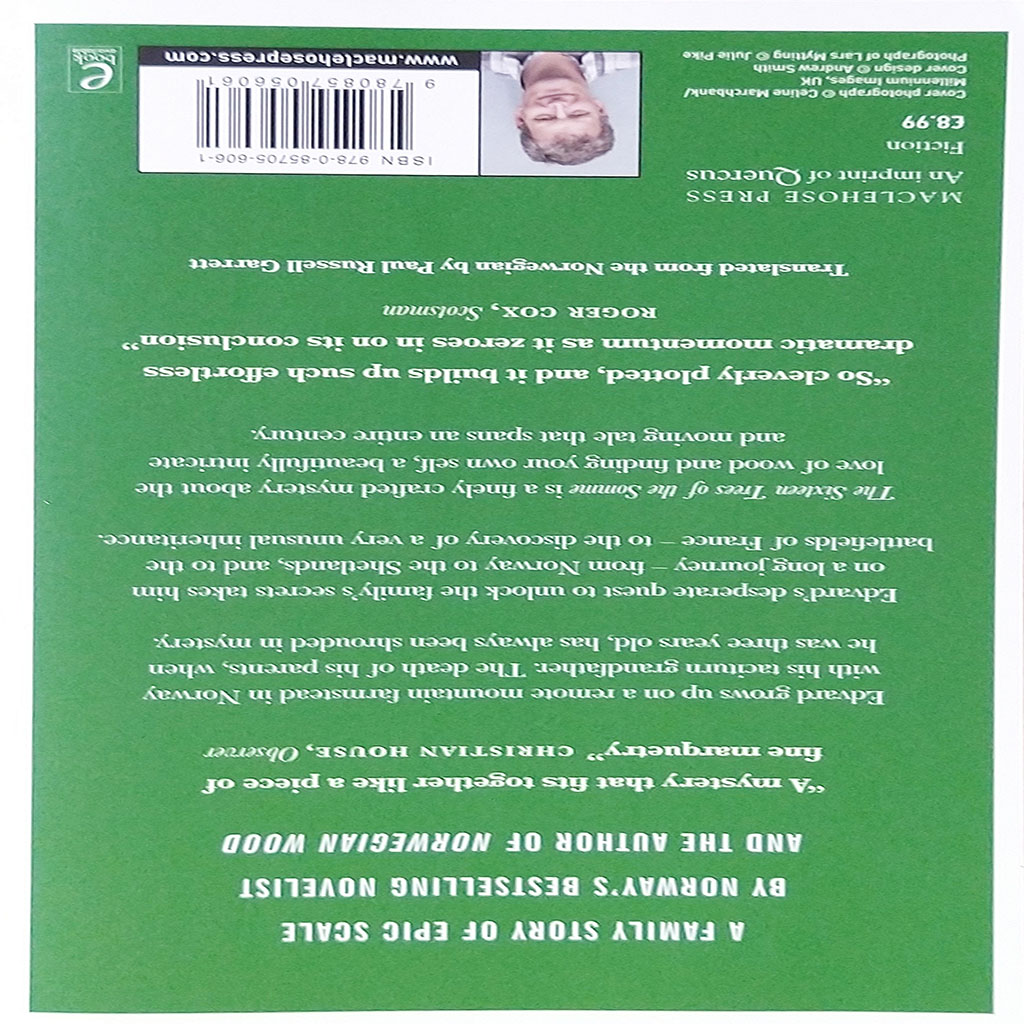 A FAMILY STORY OF EPIC SCALE
BY NORWAY'S BESTSELLING NOVELIST
AND THE AUTHOR OF NORWEGIAN WOOD
“A mystery that fits together like a piece of
fine marquetry” CHRISTIAN HOUSE, Observer
Edvard grows up on a remote mountain farmstead in Norway
with his taciturn grandfather. The death of his parents, when
he was three years old, has always been shrouded in mystery.
Edvard's desperate quest to unlock the family's secrets takes him
on a long journey – from Norway to the Shetlands, and to the
battlefields of France – to the discovery of a very unusual inheritance.
The Sixteen Trees of the Somme is a finely crafted mystery about the
love of wood and finding your own self, a beautifully intricate
and moving tale that spans an entire century.
“So cleverly plotted, and it builds up such effortless
dramatic momentum as it zeroes in on its conclusion”
ROGER COX, Scotsman
Translated from the Norwegian by Paul Russell Garrett
MACLEHOSE PRESS
An imprint of Quercus
Fiction
£8.99
Cover photograph © Celine Marchbank/
Millennium Images, UK
Cover design © Andrew Smith
Photograph of Lars Mytting © Julie Pike
ISBN 978-0-85705-606-1
9 780857 056061
www.maclehosepress.com
e
book